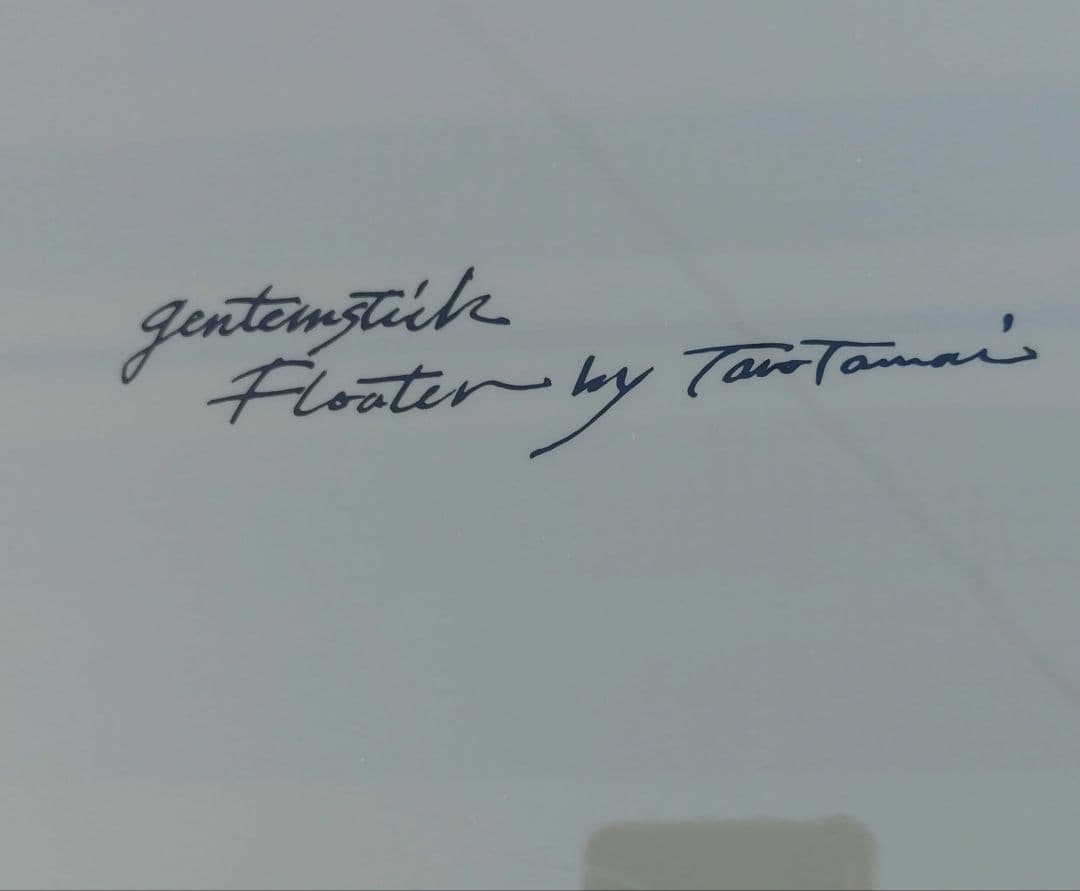 gentemstick
Floater by Taro Tamai